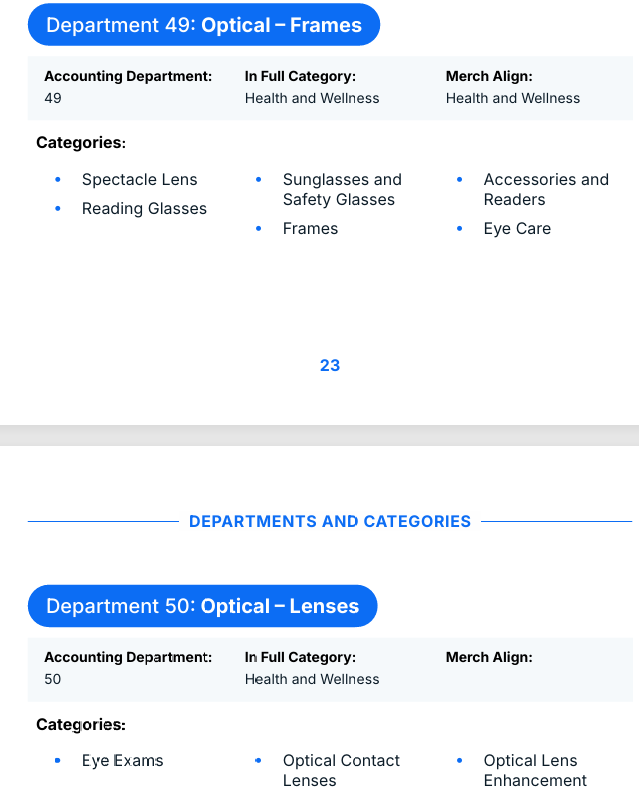 Department 49: Optical – Frames
Accounting Department: In Full Category: Merch Align:
49 Health and Wellness Health and Wellness
Categories:
• Spectacle Lens
• Reading Glasses
• Sunglasses and
Safety Glasses
• Frames
• Accessories and
Readers
• Eye Care
23
DEPARTMENTS AND CATEGORIES
Department 50: Optical – Lenses
Accounting Department: In Full Category: Merch Align:
50 Health and Wellness
Categories:
• Eye Exams
• Optical Contact
Lenses
• Optical Lens
Enhancement